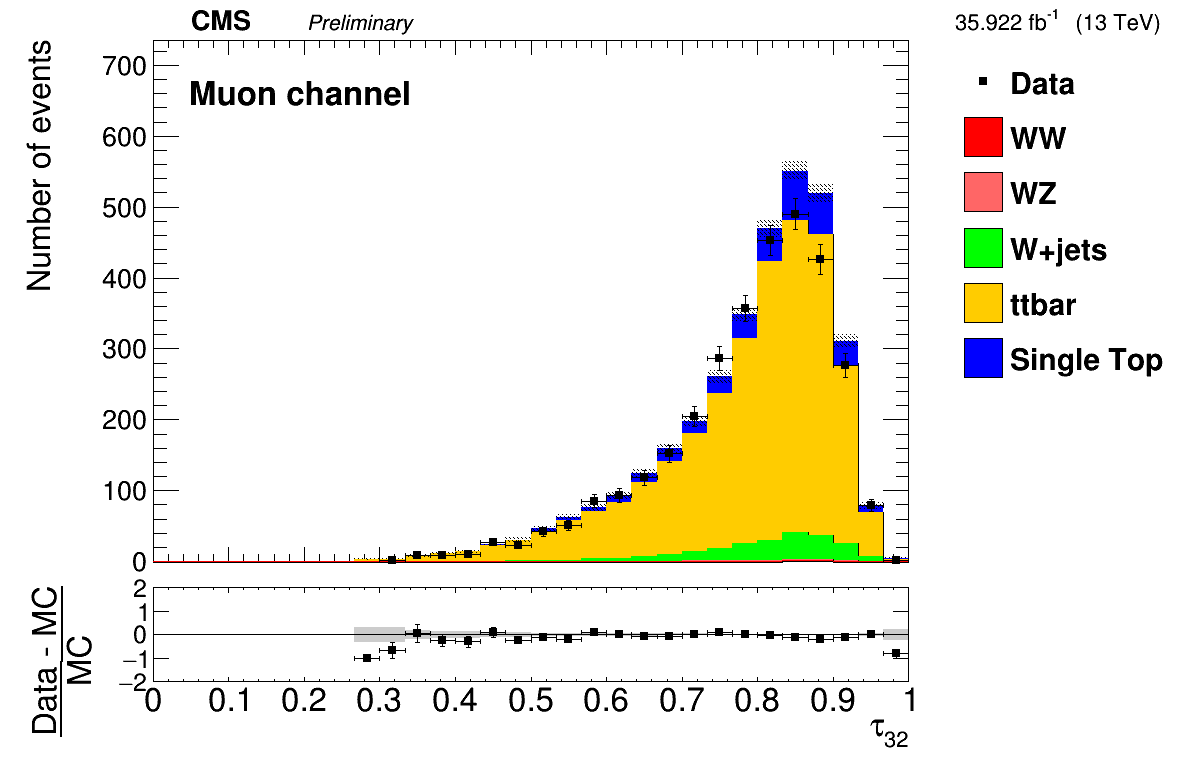 CMS Preliminary 35.922 fb-1 (13 TeV)
Number of events
700
600
500
400
300
200
100
0
Muon channel
Data
WW
WZ
W+jets
ttbar
Single Top
Data - MC
MC
2
1
0
−1
−2
0 0.1 0.2 0.3 0.4 0.5 0.6 0.7 0.8 0.9 1
τ32